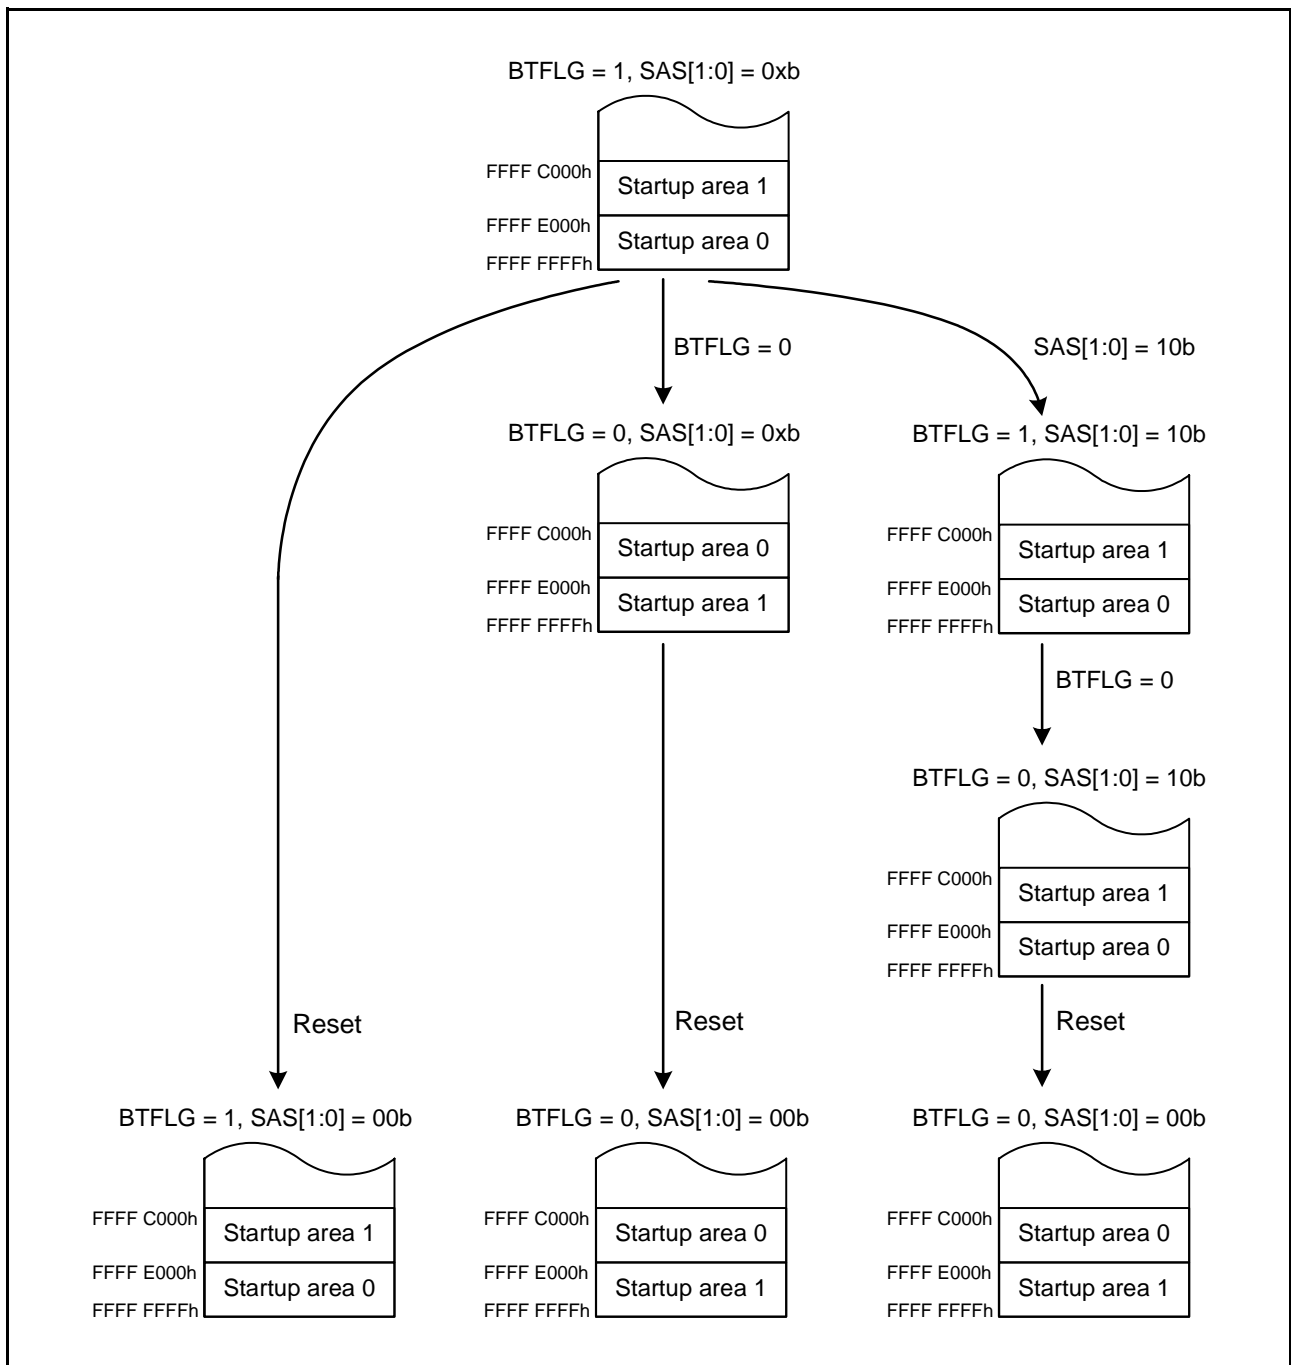 BTFLG = 1, SAS[1:0] = 0xb
FFFF C000h
Startup area 1
FFFF E000h
Startup area 0
FFFF FFFFh
BTFLG = 0
SAS[1:0] = 10b
BTFLG = 0, SAS[1:0] = 0xb
FFFF C000h
Startup area 0
FFFF E000h
Startup area 1
FFFF FFFFh
BTFLG = 1, SAS[1:0] = 10b
FFFF C000h
Startup area 1
FFFF E000h
Startup area 0
FFFF FFFFh
BTFLG = 0
BTFLG = 0, SAS[1:0] = 10b
FFFF C000h
Startup area 1
FFFF E000h
Startup area 0
FFFF FFFFh
Reset
Reset
Reset
BTFLG = 1, SAS[1:0] = 00b
FFFF C000h
Startup area 1
FFFF E000h
Startup area 0
FFFF FFFFh
BTFLG = 0, SAS[1:0] = 00b
FFFF C000h
Startup area 0
FFFF E000h
Startup area 1
FFFF FFFFh
BTFLG = 0, SAS[1:0] = 00b
FFFF C000h
Startup area 0
FFFF E000h
Startup area 1
FFFF FFFFh